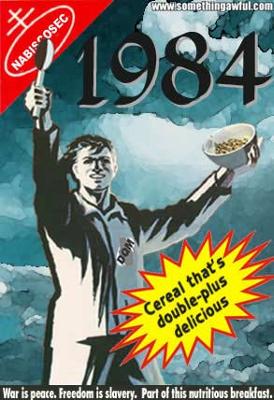 www.somethingawful.com
NABISCOSEC
1984
DQM
Cereal that's
double-plus
delicious
War is peace. Freedom is slavery. Part of this nutritious breakfast.